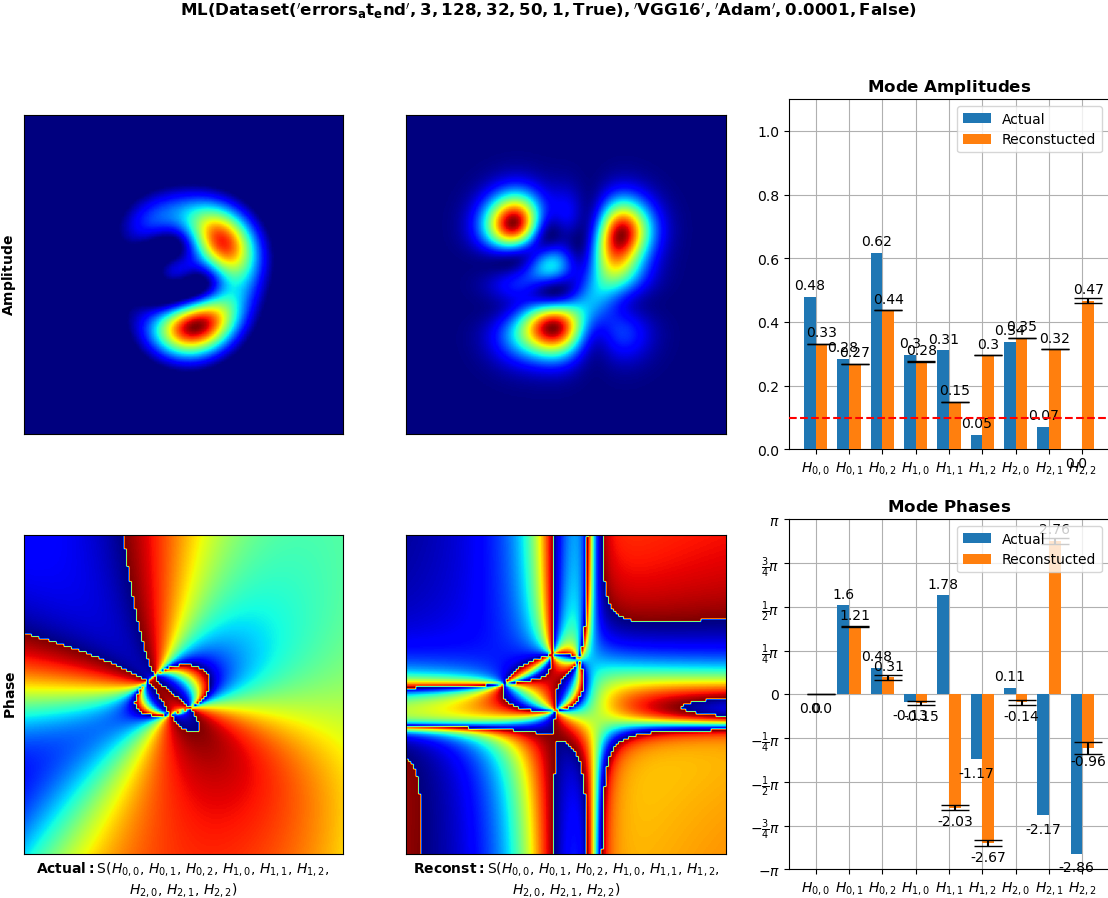 ML(Dataset('errors_at_end', 3, 128, 32, 50, 1, True), 'VGG16', 'Adam', 0.0001, False)
Amplitude
Mode Amplitudes
Actual
Reconstucted
1.0
0.8
0.6
0.4
0.2
0.0
0.48
0.33
0.28
0.27
0.62
0.44
0.3
0.28
0.31
0.15
0.05
0.3
0.34
0.35
0.07
0.32
0.0
0.47
H0,0 H0,1 H0,2 H1,0 H1,1 H1,2 H2,0 H2,1 H2,2
Phase
Mode Phases
Actual
Reconstucted
π
3/4π
1/2π
1/4π
0
−1/4π
−1/2π
−3/4π
−π
0.0
0.0
1.6
1.21
0.48
0.31
-0.13
-0.15
1.78
-2.03
-1.17
-2.67
0.11
-0.14
-2.17
2.76
-2.86
-0.96
H0,0 H0,1 H0,2 H1,0 H1,1 H1,2 H2,0 H2,1 H2,2
Actual: S(H0,0, H0,1, H0,2, H1,0, H1,1, H1,2,
H2,0, H2,1, H2,2)
Reconst: S(H0,0, H0,1, H0,2, H1,0, H1,1, H1,2,
H2,0, H2,1, H2,2)